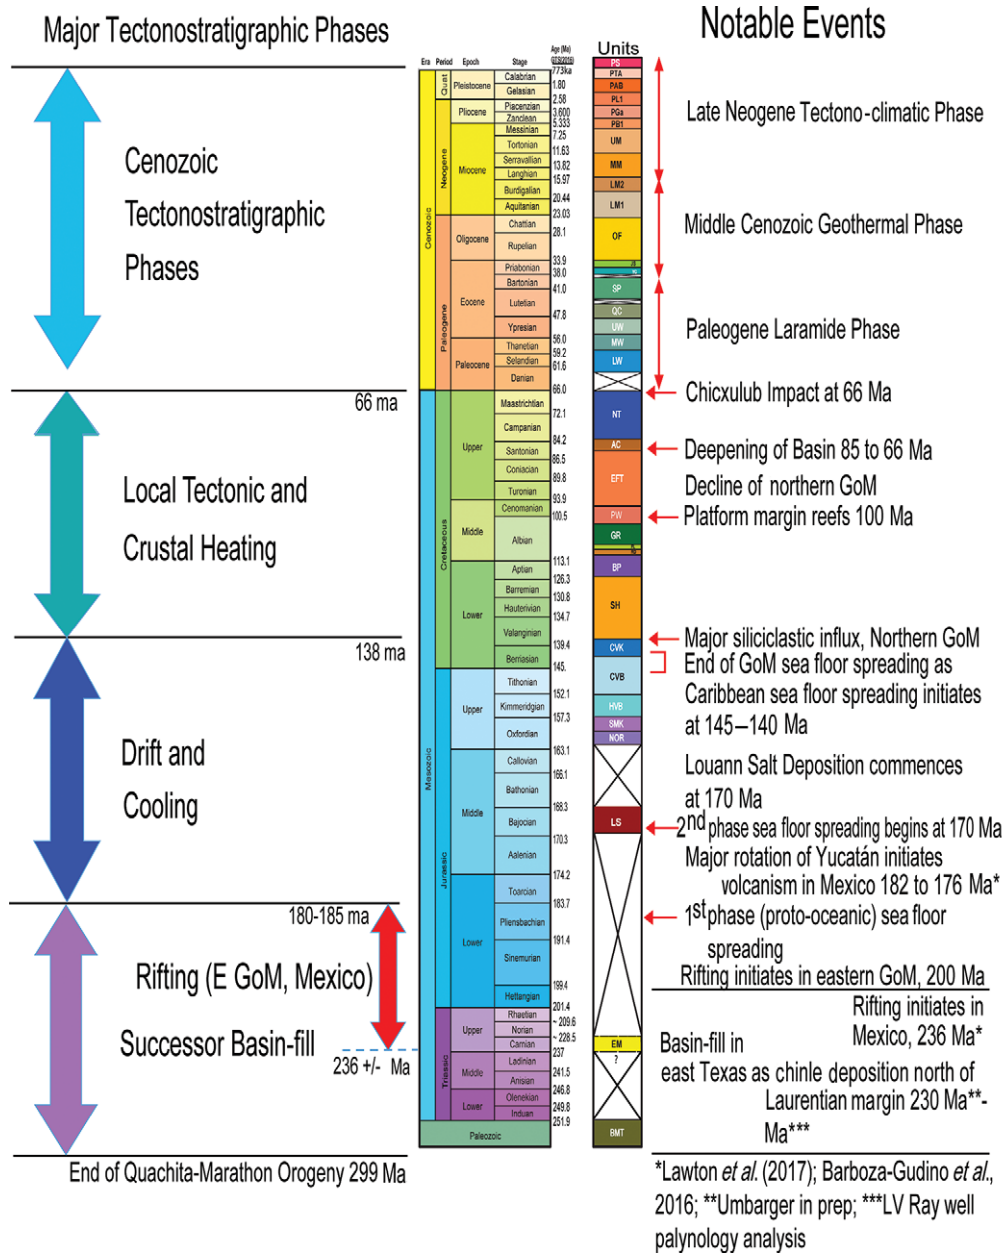 Major Tectonostratigraphic Phases
Notable Events
Cenozoic
Tectonostratigraphic
Phases
66 ma
Local Tectonic and
Crustal Heating
138 ma
Drift and
Cooling
180-185 ma
Rifting (E GoM, Mexico)
Successor Basin-fill
236 +/- Ma
End of Quachita-Marathon Orogeny 299 Ma
Era Period Epoch Stage
Age (Ma)
GTS(2016)
Cenozoic
Mesozoic
Paleozoic
Quat
Neogene
Paleogene
Cretaceous
Jurassic
Triassic
Pleistocene
Pliocene
Miocene
Oligocene
Eocene
Paleocene
Upper
Middle
Lower
Upper
Middle
Lower
Upper
Middle
Lower
Calabrian
Gelasian
Piacenzian
Zanclean
Messinian
Tortonian
Serravallian
Langhian
Burdigalian
Aquitanian
Chattian
Rupelian
Priabonian
Bartonian
Lutetian
Ypresian
Thanetian
Selandian
Danian
Maastrichtian
Campanian
Santonian
Coniacian
Turonian
Cenomanian
Albian
Aptian
Barremian
Hauterivian
Valanginian
Berriasian
Tithonian
Kimmeridgian
Oxfordian
Callovian
Bathonian
Bajocian
Aalenian
Toarcian
Pliensbachian
Sinemurian
Hettangian
Rhaetian
Norian
Carnian
Ladinian
Anisian
Olenekian
Induan
773ka
1.80
2.58
3.600
5.333
7.25
11.63
13.82
15.97
20.44
23.03
28.1
33.9
38.0
41.0
47.8
56.0
59.2
61.6
66.0
72.1
84.2
86.5
89.8
93.9
100.5
113.1
126.3
130.8
134.7
139.4
145.
152.1
157.3
163.1
166.1
168.3
170.3
174.2
183.7
191.4
199.4
201.4
~ 209.6
~ 228.5
237
241.5
246.8
249.8
251.9
Units
PS
PTA
PAB
PL1
PGa
PB1
UM
MM
LM2
LM1
OF
SP
QC
UW
MW
LW
NT
AC
EFT
PW
GR
BP
SH
CVK
CVB
HVB
SMK
NOR
LS
EM
?
BMT
Late Neogene Tectono-climatic Phase
Middle Cenozoic Geothermal Phase
Paleogene Laramide Phase
Chicxulub Impact at 66 Ma
Deepening of Basin 85 to 66 Ma
Decline of northern GoM
Platform margin reefs 100 Ma
Major siliciclastic influx, Northern GoM
End of GoM sea floor spreading as
Caribbean sea floor spreading initiates
at 145–140 Ma
Louann Salt Deposition commences
at 170 Ma
2nd phase sea floor spreading begins at 170 Ma
Major rotation of Yucatán initiates
volcanism in Mexico 182 to 176 Ma*
1st phase (proto-oceanic) sea floor
spreading
Rifting initiates in eastern GoM, 200 Ma
Rifting initiates in
Mexico, 236 Ma*
Basin-fill in
east Texas as chinle deposition north of
Laurentian margin 230 Ma**-
Ma***
*Lawton et al. (2017); Barboza-Gudino et al.,
2016; **Umbarger in prep; ***LV Ray well
palynology analysis